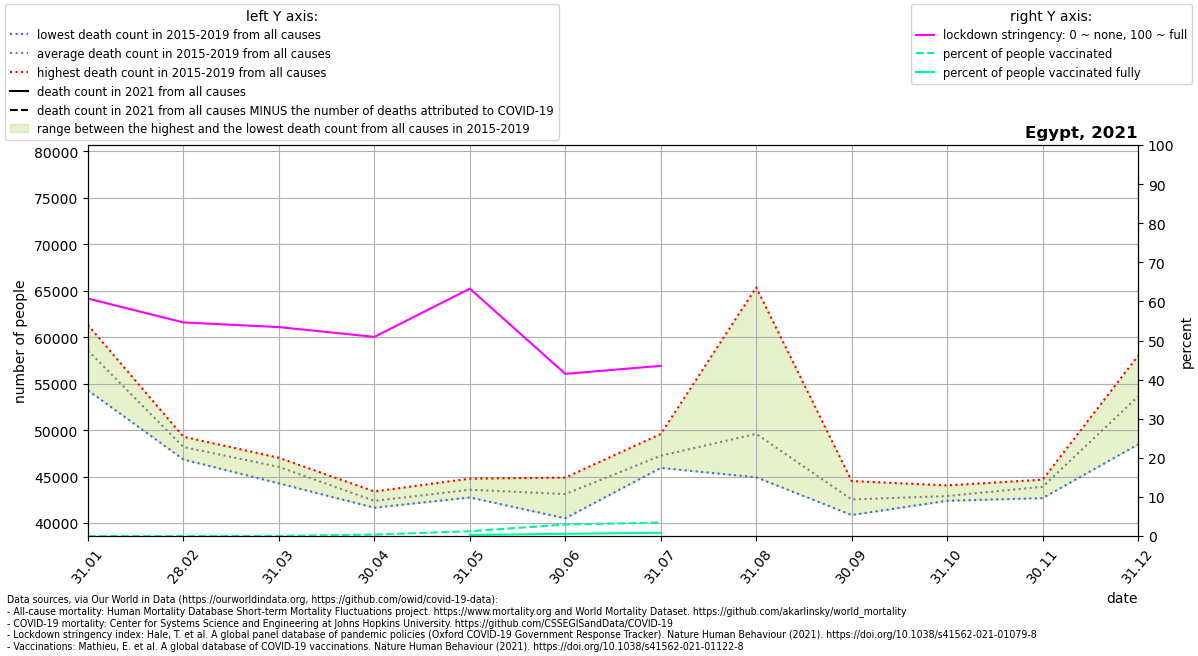 left Y axis:
lowest death count in 2015-2019 from all causes
average death count in 2015-2019 from all causes
highest death count in 2015-2019 from all causes
death count in 2021 from all causes
death count in 2021 from all causes MINUS the number of deaths attributed to COVID-19
range between the highest and the lowest death count from all causes in 2015-2019
right Y axis:
lockdown stringency: 0 ~ none, 100 ~ full
percent of people vaccinated
percent of people vaccinated fully
Egypt, 2021
80000
75000
70000
65000
60000
55000
50000
45000
40000
number of people
100
90
80
70
60
50
40
30
20
10
0
percent
31.01
28.02
31.03
30.04
31.05
30.06
31.07
31.08
30.09
31.10
30.11
31.12
date
Data sources, via Our World in Data (https://ourworldindata.org, https://github.com/owid/covid-19-data):
- All-cause mortality: Human Mortality Database Short-term Mortality Fluctuations project. https://www.mortality.org and World Mortality Dataset. https://github.com/akarlinsky/world_mortality
- COVID-19 mortality: Center for Systems Science and Engineering at Johns Hopkins University. https://github.com/CSSEGISandData/COVID-19
- Lockdown stringency index: Hale, T. et al. A global panel database of pandemic policies (Oxford COVID-19 Government Response Tracker). Nature Human Behaviour (2021). https://doi.org/10.1038/s41562-021-01079-8
- Vaccinations: Mathieu, E. et al. A global database of COVID-19 vaccinations. Nature Human Behaviour (2021). https://doi.org/10.1038/s41562-021-01122-8